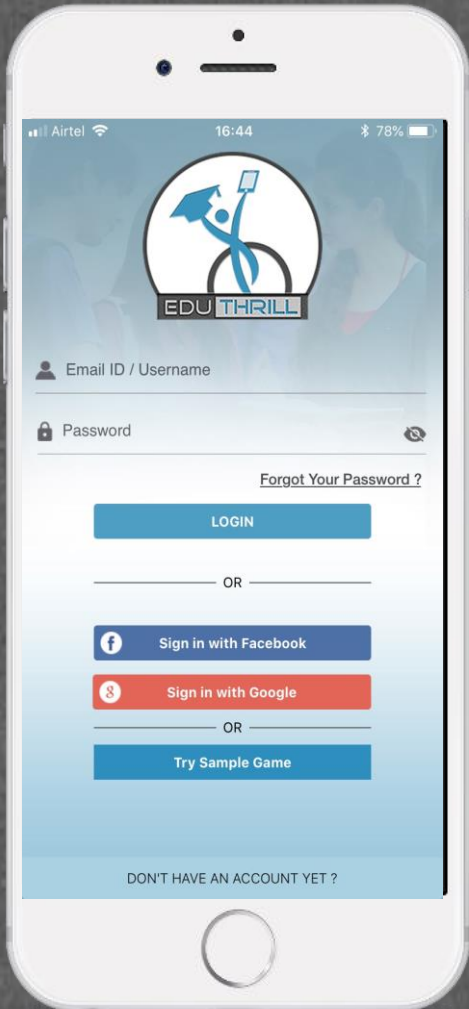 Airtel 16:44 78%
EDU THRILL
Email ID / Username
Password
Forgot Your Password ?
LOGIN
OR
f Sign in with Facebook
8 Sign in with Google
OR
Try Sample Game
DON'T HAVE AN ACCOUNT YET ?